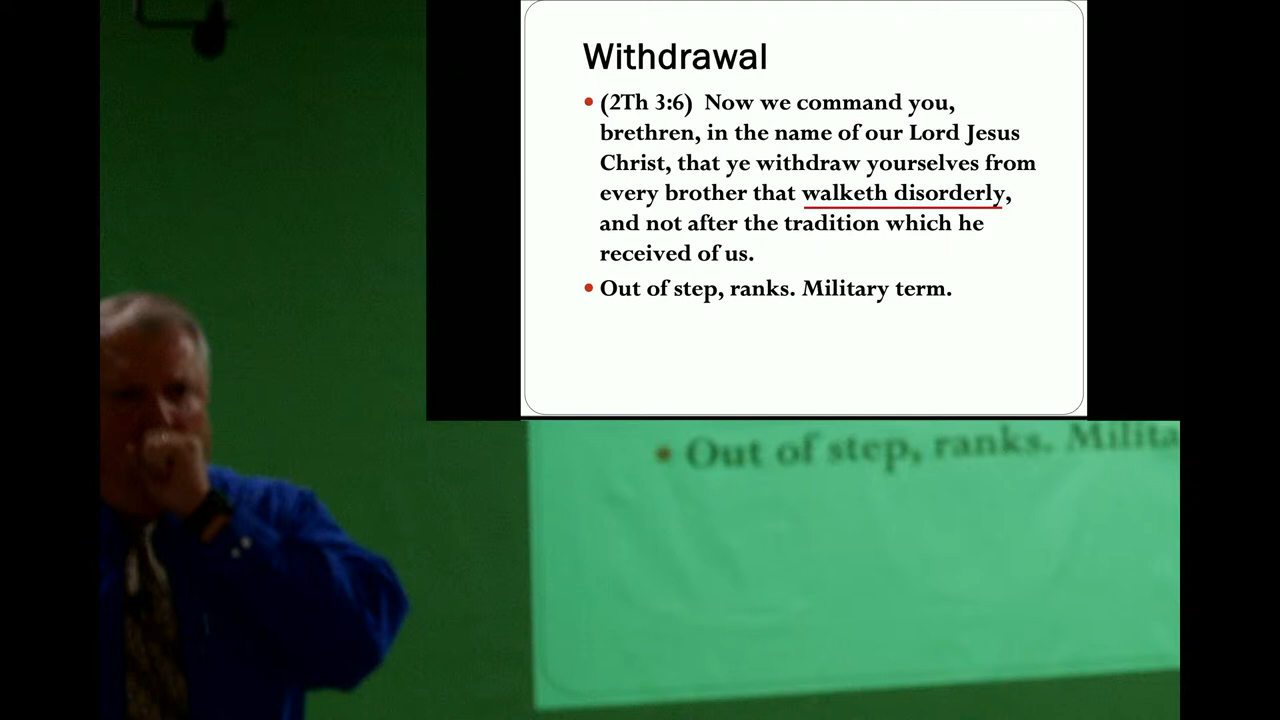 Withdrawal
• (2Th 3:6) Now we command you,
brethren, in the name of our Lord Jesus
Christ, that ye withdraw yourselves from
every brother that walketh disorderly,
and not after the tradition which he
received of us.
• Out of step, ranks. Military term.
• Out of step, ranks. Milita